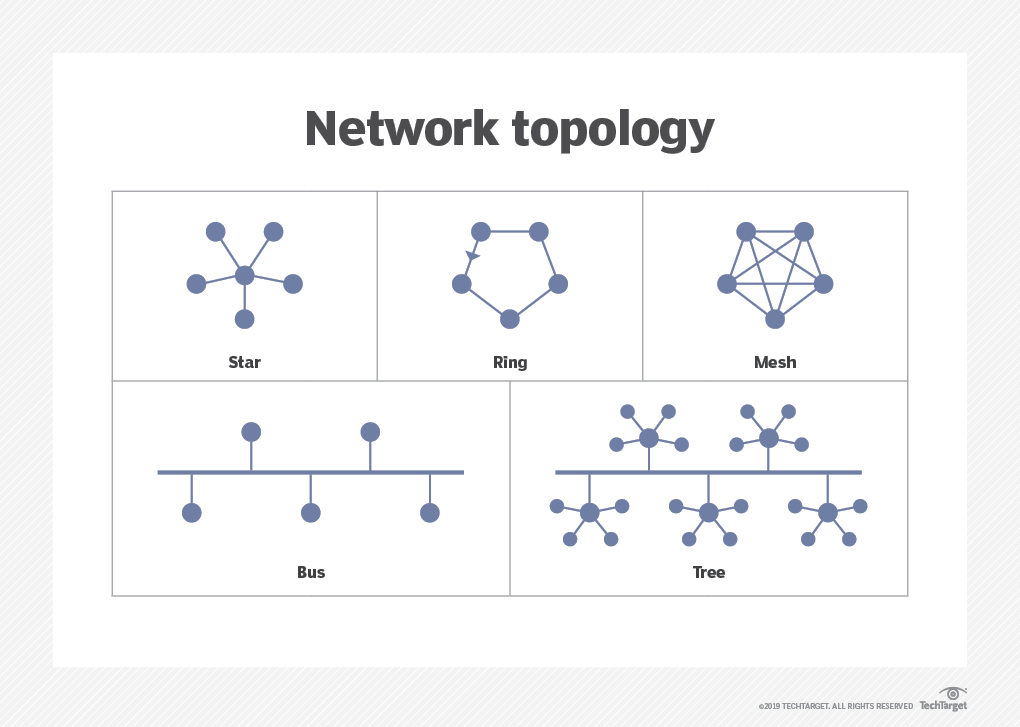 Network topology
Star
Ring
Mesh
Bus
Tree
©2019 TECHTARGET. ALL RIGHTS RESERVED TechTarget